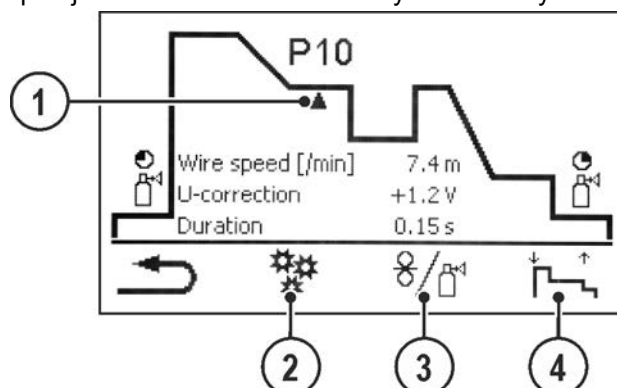 P10
1
Wire speed [/min] 7.4 m
U-correction +1.2 V
Duration 0.15 s
2
3
4